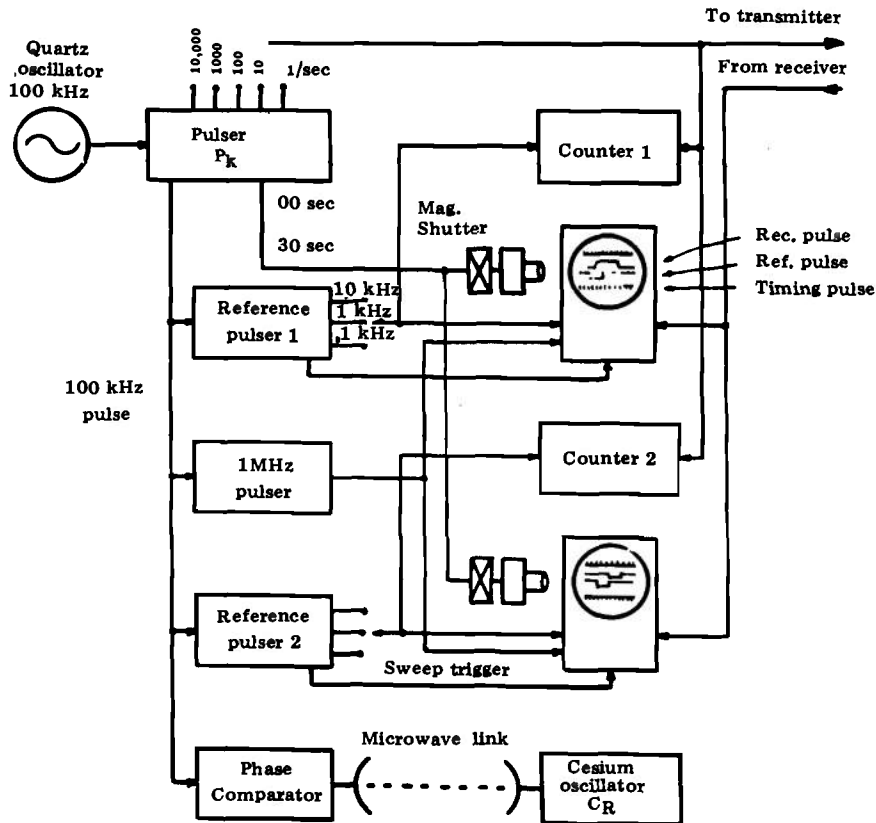 To transmitter
From receiver
Quartz
oscillator
100 kHz
10,000
1000
100
10
1/sec
Pulser
PK
Counter 1
00 sec
30 sec
Mag.
Shutter
Rec. pulse
Ref. pulse
Timing pulse
Reference
pulser 1
10 kHz
1 kHz
.1 kHz
100 kHz
pulse
1MHz
pulser
Counter 2
Reference
pulser 2
Sweep trigger
Microwave link
Phase
Comparator
Cesium
oscillator
CR